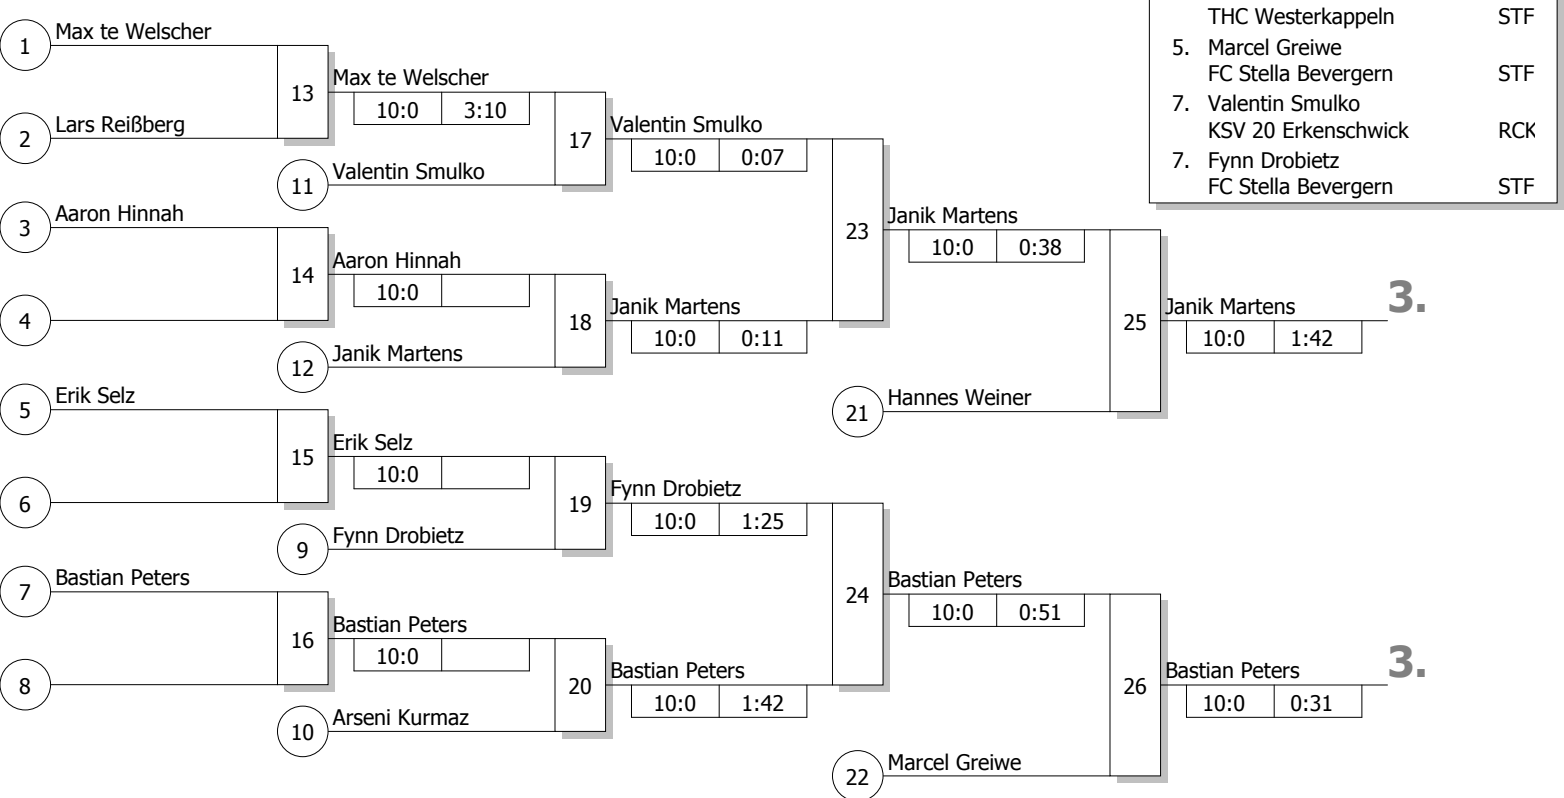 THC Westerkappeln STF
5. Marcel Greiwe
FC Stella Bevergern STF
7. Valentin Smulko
KSV 20 Erkenschwick RCK
7. Fynn Drobietz
FC Stella Bevergern STF
1 Max te Welscher
13
Max te Welscher
10:0 3:10
2 Lars Reißberg
17
Valentin Smulko
10:0 0:07
11 Valentin Smulko
3 Aaron Hinnah
23
Janik Martens
10:0 0:38
14
Aaron Hinnah
10:0
4
18
Janik Martens
10:0 0:11
12 Janik Martens
25
Janik Martens 3.
10:0 1:42
21 Hannes Weiner
5 Erik Selz
15
Erik Selz
10:0
6
19
Fynn Drobietz
10:0 1:25
9 Fynn Drobietz
7 Bastian Peters
24
Bastian Peters
10:0 0:51
16
Bastian Peters
10:0
8
20
Bastian Peters
10:0 1:42
10 Arseni Kurmaz
26
Bastian Peters 3.
10:0 0:31
22 Marcel Greiwe